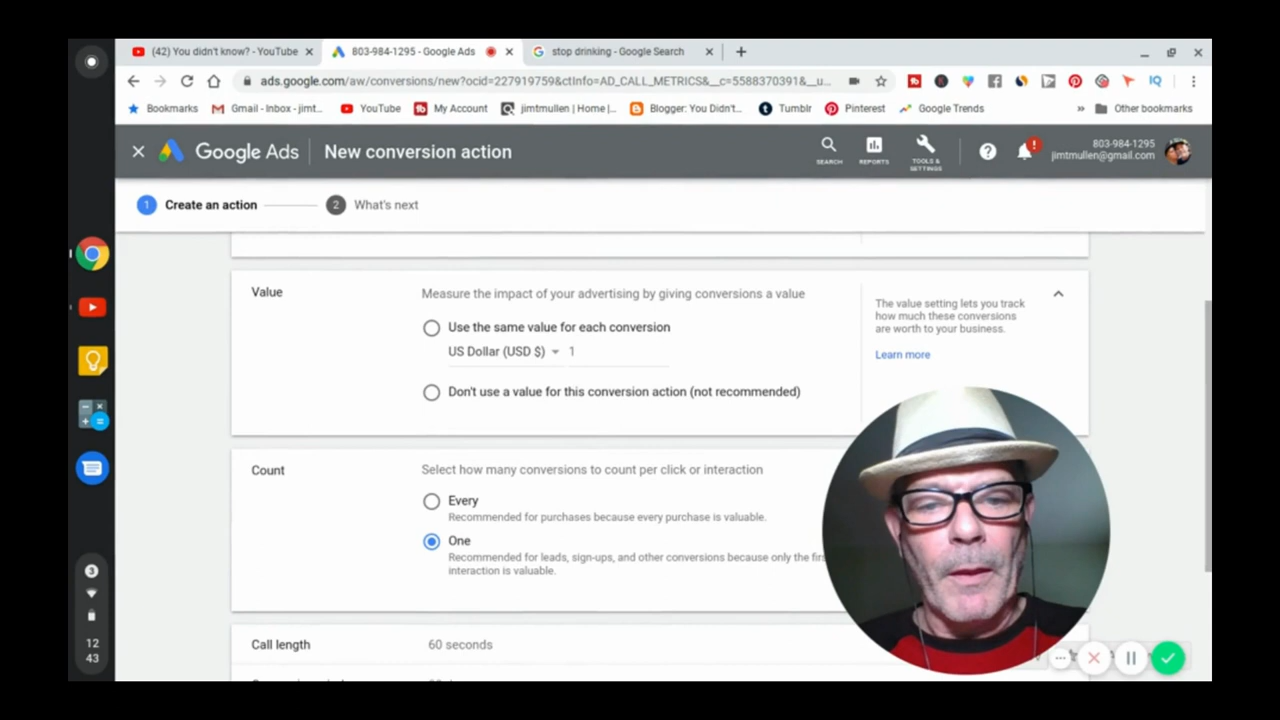 (42) You didn't know? - YouTube
803-984-1295 - Google Ads
stop drinking - Google Search
ads.google.com/aw/conversions/new?ocid=227919759&ctInfo=AD_CALL_METRICS&__c=5588370391&__u...
IQ
Bookmarks
Gmail - Inbox - jimt...
YouTube
My Account
jimtmullen | Home |...
Blogger: You Didn't...
Tumblr
Pinterest
Google Trends
»
Other bookmarks
Google Ads
New conversion action
SEARCH
REPORTS
TOOLS &
SETTINGS
803-984-1295
jimtmullen@gmail.com
1
Create an action
2
What's next
Value
Measure the impact of your advertising by giving conversions a value
Use the same value for each conversion
US Dollar (USD $)
1
Don't use a value for this conversion action (not recommended)
The value setting lets you track
how much these conversions
are worth to your business.
Learn more
Count
Select how many conversions to count per click or interaction
Every
Recommended for purchases because every purchase is valuable.
One
Recommended for leads, sign-ups, and other conversions because only the
interaction is valuable.
Call length
60 seconds
3
12
43